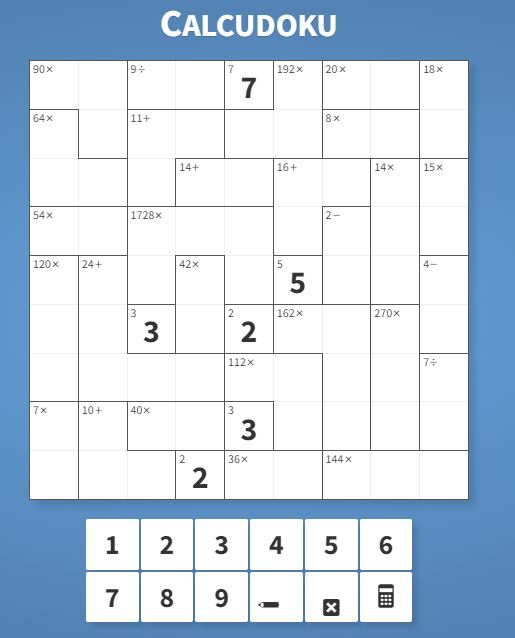 CALCUDOKU
90× 9÷ 7 192× 20× 18×
7
64× 11+ 8×
14+ 16+ 14× 15×
54× 1728× 2−
120× 24+ 42× 5 4−
5
3 2 162× 270×
3 2
112× 7÷
7× 10+ 40× 3
3
2 36× 144×
2
1 2 3 4 5 6
7 8 9